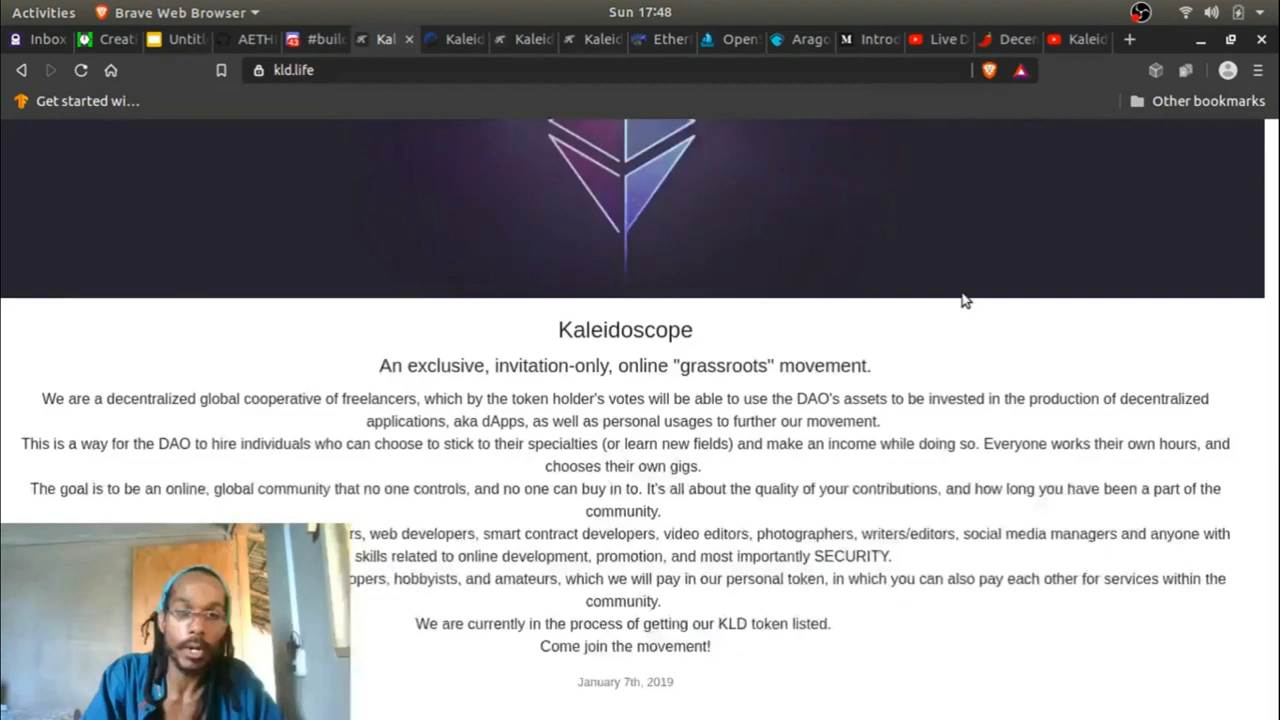 Activities
Brave Web Browser
Sun 17:48
Inbox
Creati
Untitl
AETHI
43
#build
Kal
Kaleid
Kaleid
Kaleid
Ether
Open
Arago
Introd
Live D
Decer
Kaleid
kld.life
Get started wi...
Other bookmarks
Kaleidoscope
An exclusive, invitation-only, online "grassroots" movement.
We are a decentralized global cooperative of freelancers, which by the token holder's votes will be able to use the DAO's assets to be invested in the production of decentralized
applications, aka dApps, as well as personal usages to further our movement.
This is a way for the DAO to hire individuals who can choose to stick to their specialties (or learn new fields) and make an income while doing so. Everyone works their own hours, and
chooses their own gigs.
The goal is to be an online, global community that no one controls, and no one can buy in to. It's all about the quality of your contributions, and how long you have been a part of the
community.
rs, web developers, smart contract developers, video editors, photographers, writers/editors, social media managers and anyone with
skills related to online development, promotion, and most importantly SECURITY.
opers, hobbyists, and amateurs, which we will pay in our personal token, in which you can also pay each other for services within the
community.
We are currently in the process of getting our KLD token listed.
Come join the movement!
January 7th, 2019